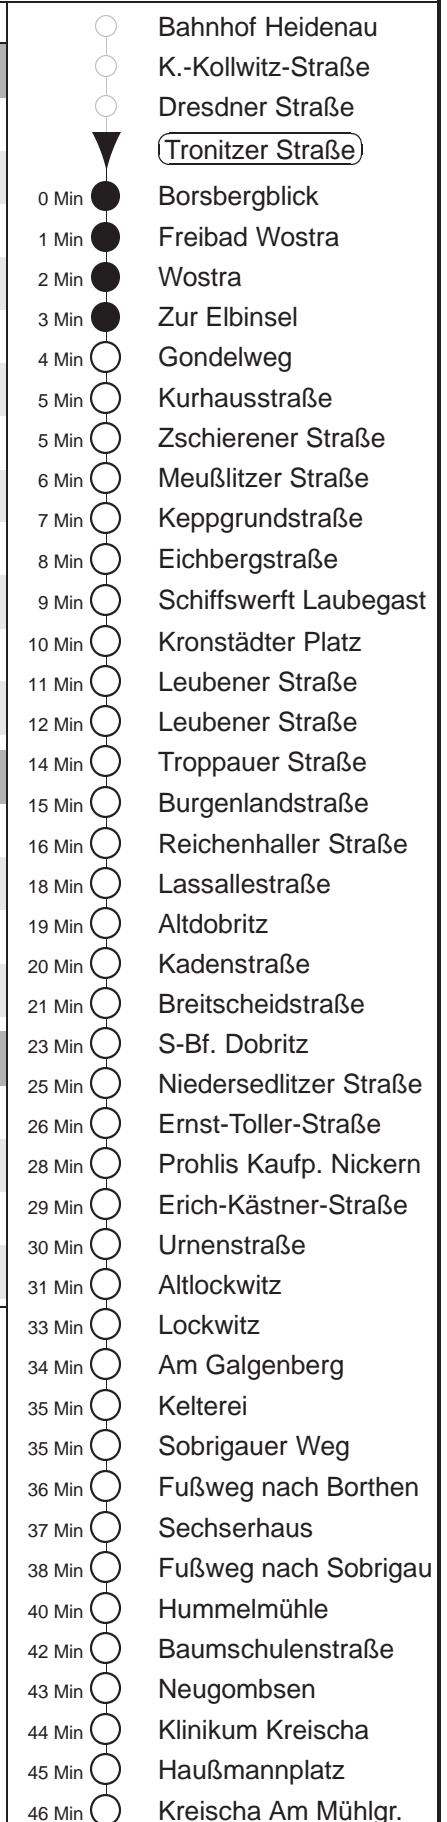 Bahnhof Heidenau
K.-Kollwitz-Straße
Dresdner Straße
Tronitzer Straße
0 Min Borsbergblick
1 Min Freibad Wostra
2 Min Wostra
3 Min Zur Elbinsel
4 Min Gondelweg
5 Min Kurhausstraße
5 Min Zschierener Straße
6 Min Meußlitzer Straße
7 Min Keppgrundstraße
8 Min Eichbergstraße
9 Min Schiffswerft Laubegast
10 Min Kronstädter Platz
11 Min Leubener Straße
12 Min Leubener Straße
14 Min Troppauer Straße
15 Min Burgenlandstraße
16 Min Reichenhaller Straße
18 Min Lassallestraße
19 Min Altdobritz
20 Min Kadenstraße
21 Min Breitscheidstraße
23 Min S-Bf. Dobritz
25 Min Niedersedlitzer Straße
26 Min Ernst-Toller-Straße
28 Min Prohlis Kaufp. Nickern
29 Min Erich-Kästner-Straße
30 Min Urnenstraße
31 Min Altlockwitz
33 Min Lockwitz
34 Min Am Galgenberg
35 Min Kelterei
35 Min Sobrigauer Weg
36 Min Fußweg nach Borthen
37 Min Sechserhaus
38 Min Fußweg nach Sobrigau
40 Min Hummelmühle
42 Min Baumschulenstraße
43 Min Neugombsen
44 Min Klinikum Kreischa
45 Min Haußmannplatz
46 Min Kreischa Am Mühlgr.